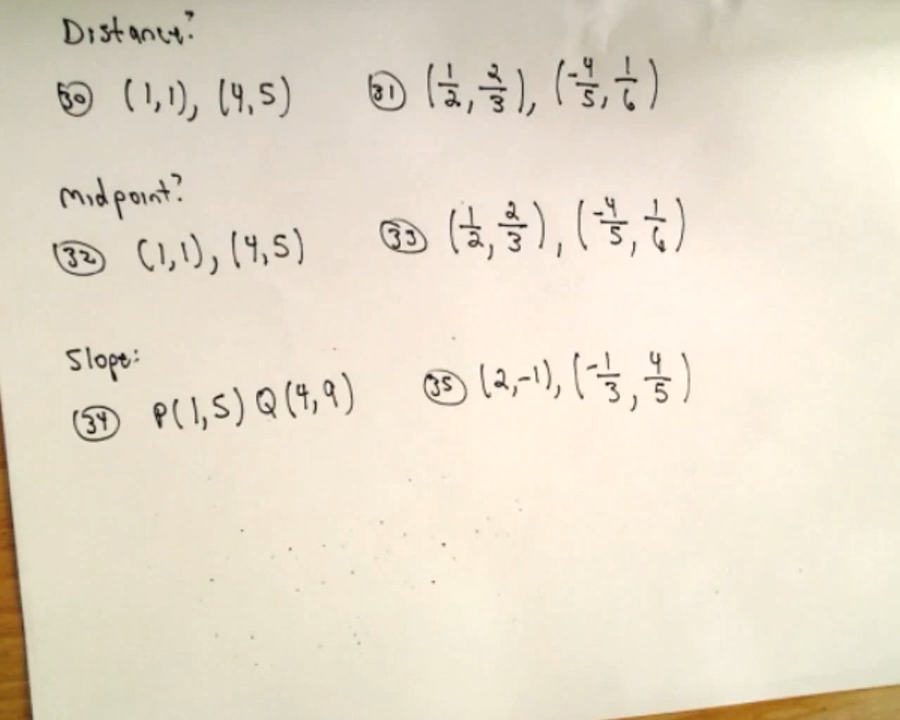 Distance?
30 (1,1), (4,5) 31 (1/2, 2/3), (-4/5, 1/6)
Midpoint?
32 (1,1), (4,5) 33 (1/2, 2/3), (-4/5, 1/6)
Slope:
34 P(1,5) Q(4,9) 35 (2,-1), (-1/3, 4/5)